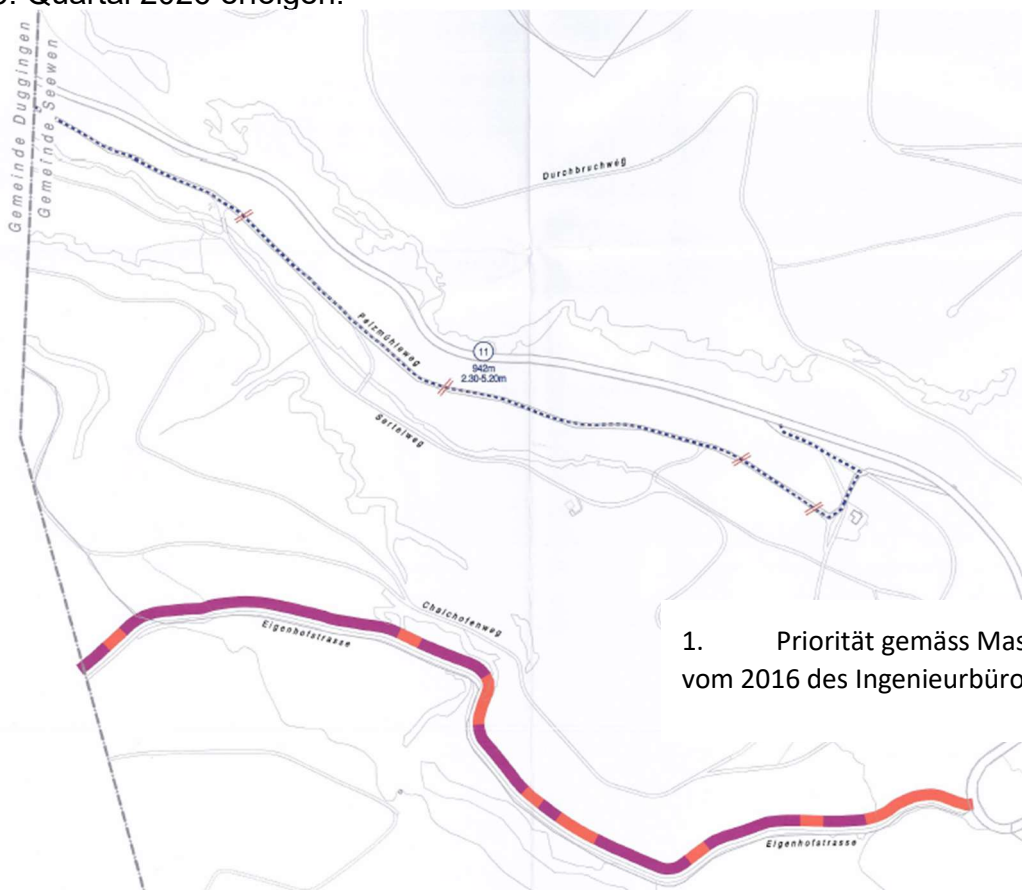 Quartal 2020 erfolgen.
Gemeinde Duggingen
Gemeinde Seewen
Durchbruchweg
Pelzmühleweg
11
942m
2.30-5.20m
Chalchofenweg
Eigenhofstrasse
1. Priorität gemäss Mas
vom 2016 des Ingenieurbüro
Eigenhofstrasse